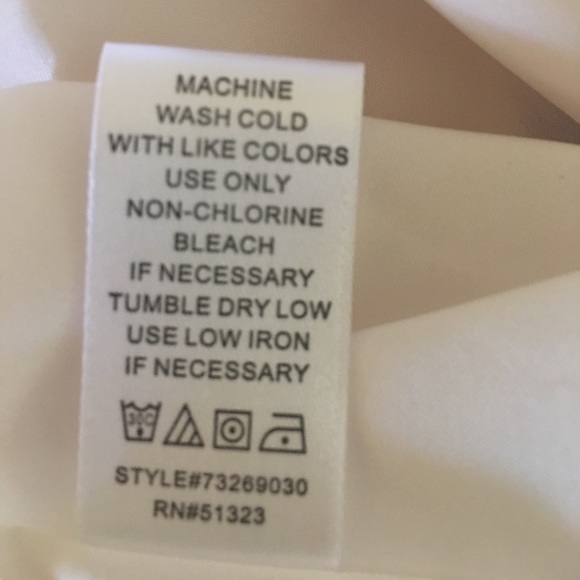 MACHINE
WASH COLD
WITH LIKE COLORS
USE ONLY
NON-CHLORINE
BLEACH
IF NECESSARY
TUMBLE DRY LOW
USE LOW IRON
IF NECESSARY
30C
STYLE#73269030
RN#51323